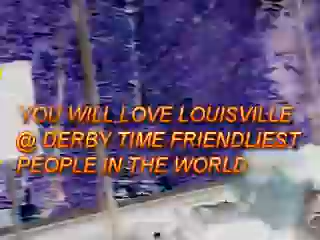 YOU WILL LOVE LOUISVILLE
@ DERBY TIME FRIENDLIEST
PEOPLE IN THE WORLD